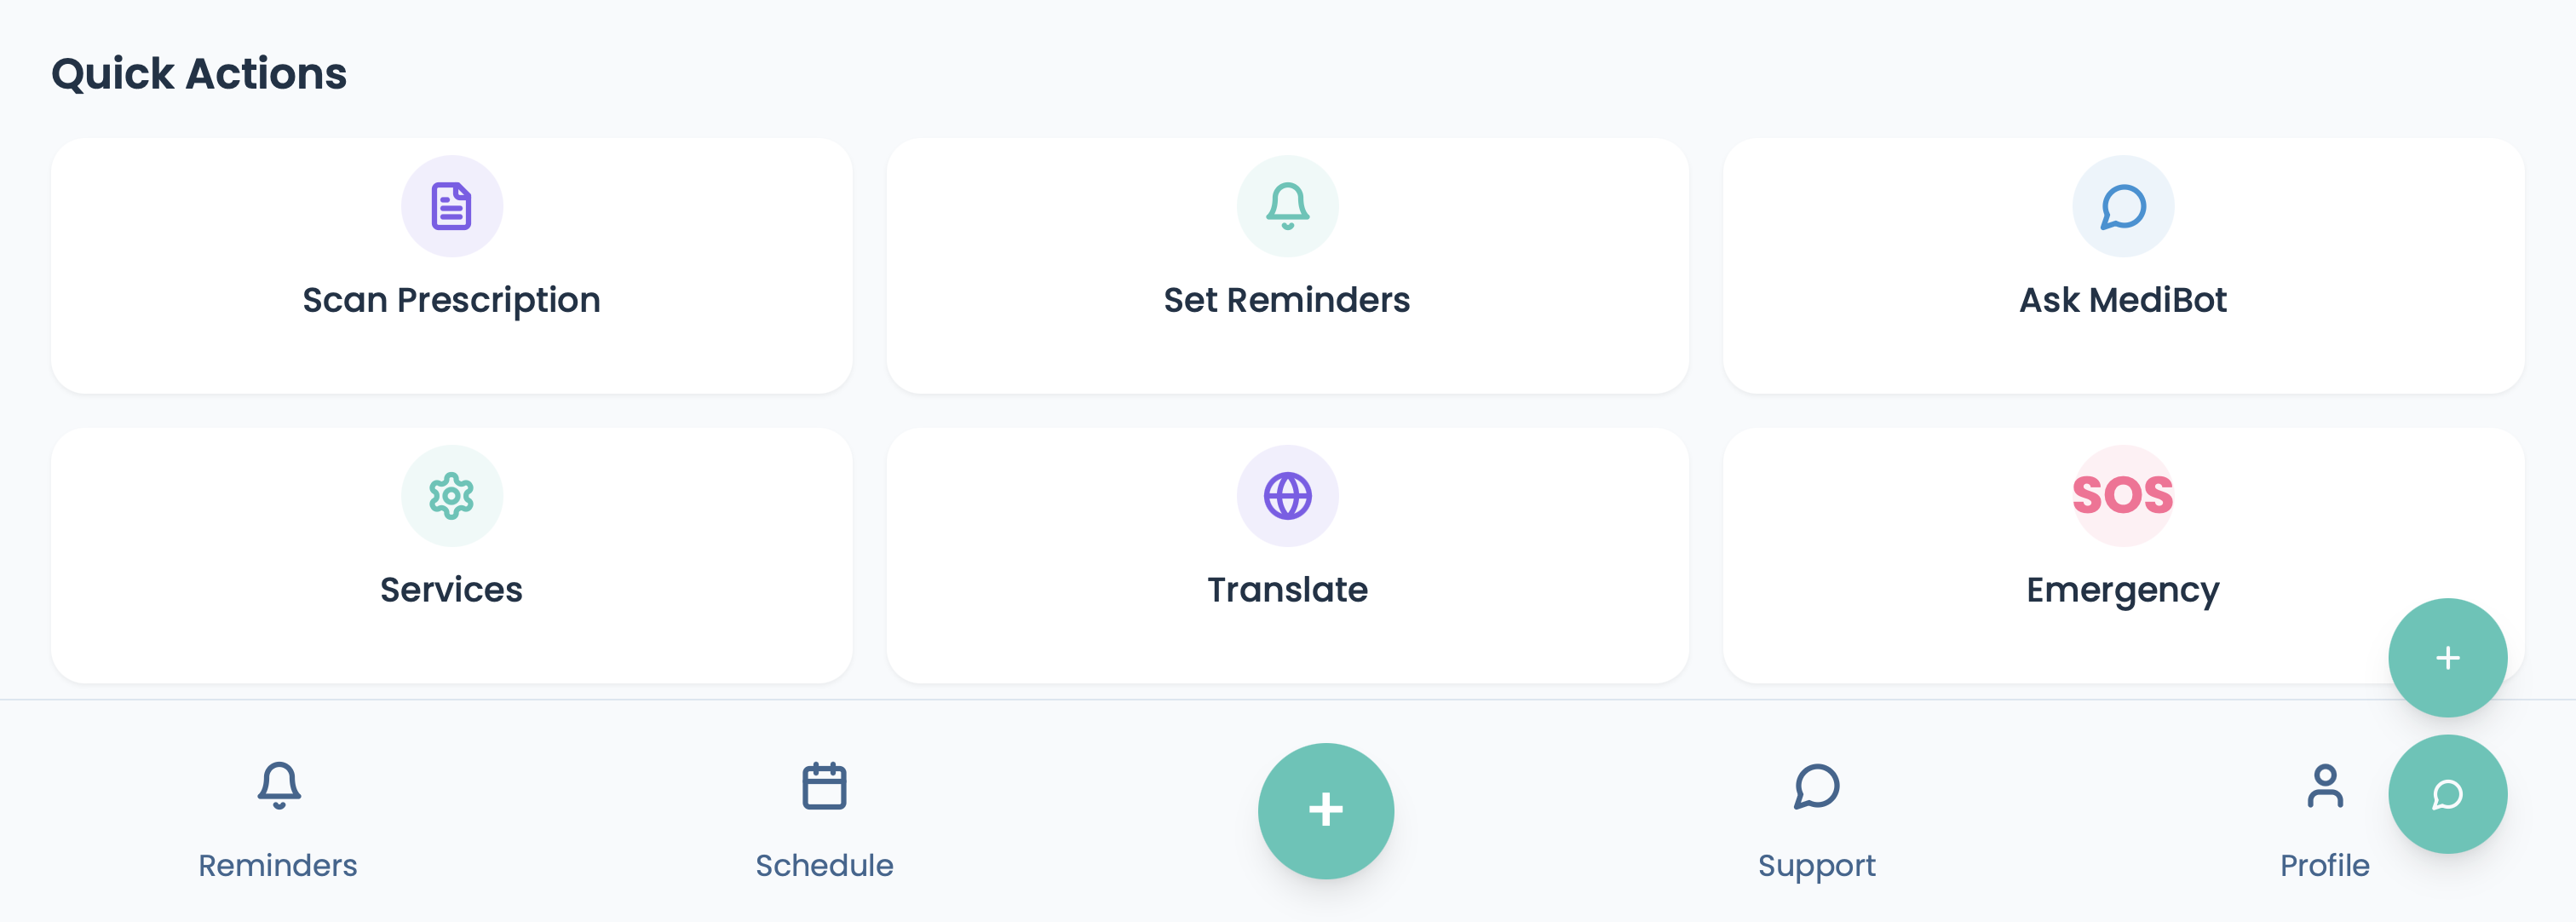 Quick Actions
Scan Prescription
Set Reminders
Ask MediBot
SOS
Services
Translate
Emergency
Reminders
Schedule
Support
Profile